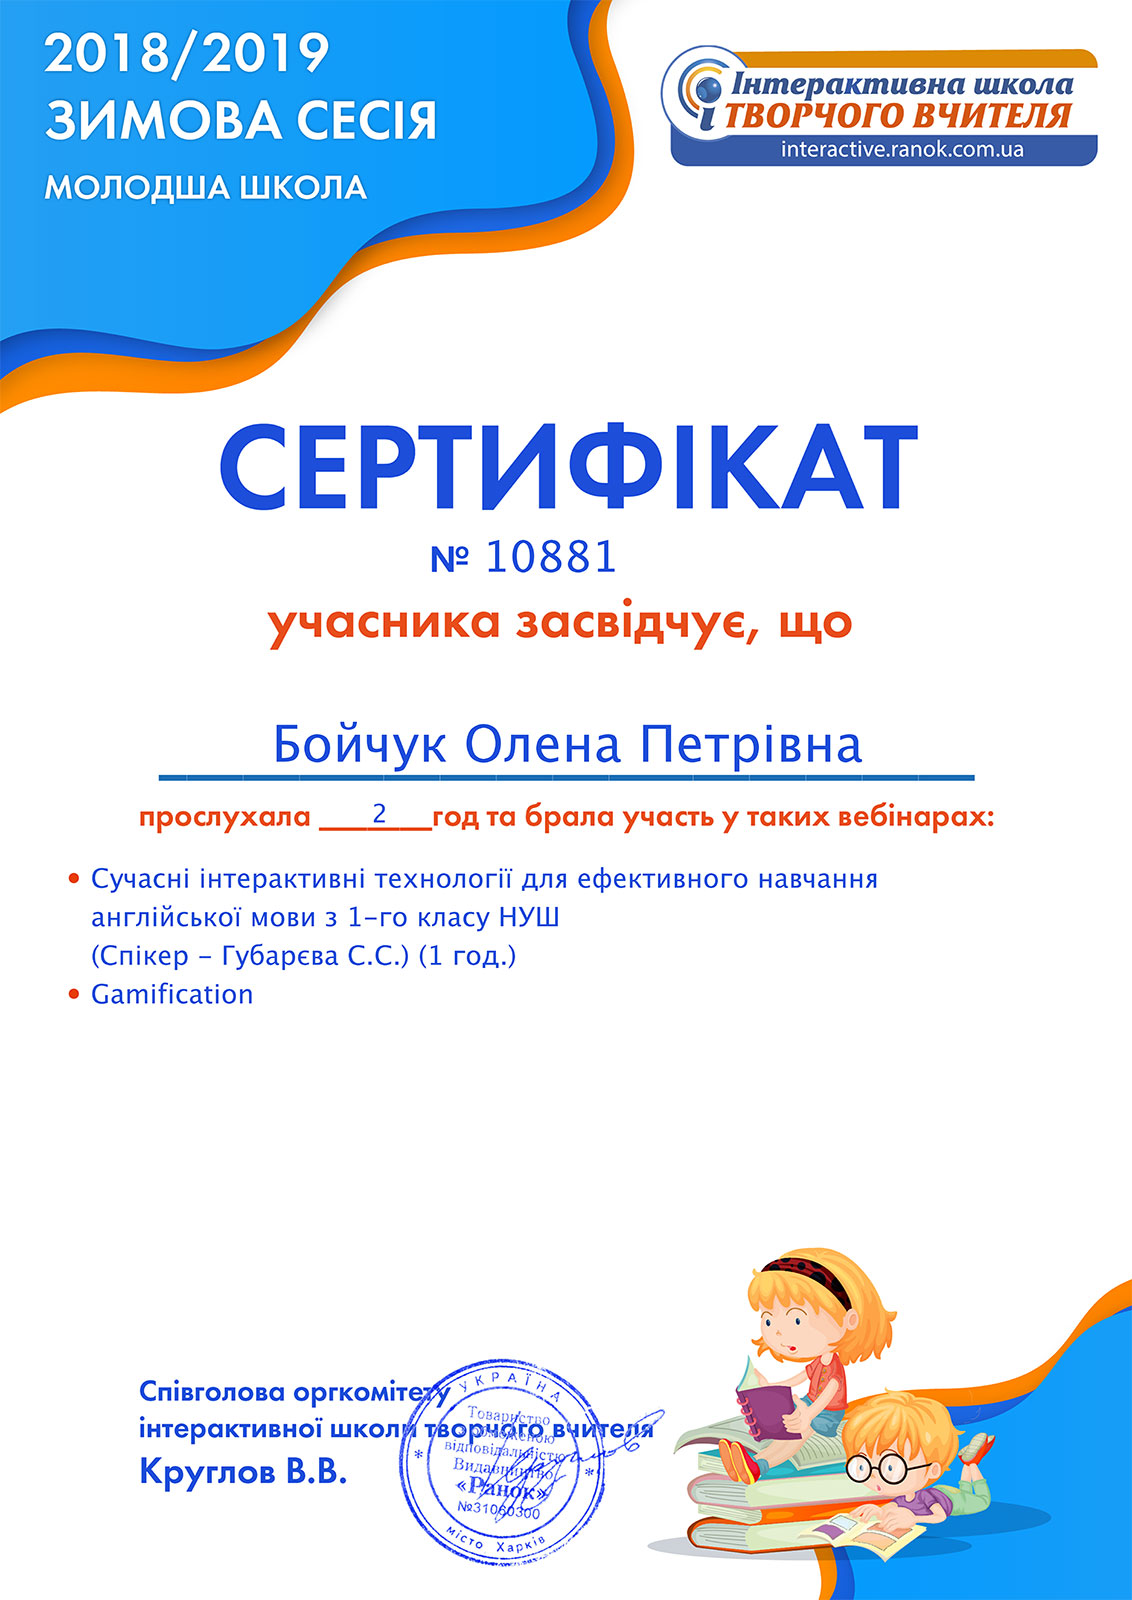 2018/2019
ЗИМОВА СЕСІЯ
МОЛОДША ШКОЛА
Інтерактивна школа
ТВОРЧОГО ВЧИТЕЛЯ
interactive.ranok.com.ua
СЕРТИФІКАТ
№ 10881
учасника засвідчує, що
Бойчук Олена Петрівна
прослухала ___2___год та брала участь у таких вебінарах:
• Сучасні інтерактивні технології для ефективного навчання
англійської мови з 1-го класу НУШ
(Спікер - Губарєва С.С.) (1 год.)
• Gamification
Співголова оргкомітету
інтерактивної школи творчого вчителя
Круглов В.В.
УКРАЇНА
Товариство
відповідальністю
Видавництво
«Ранок»
№31060300
місто Харків